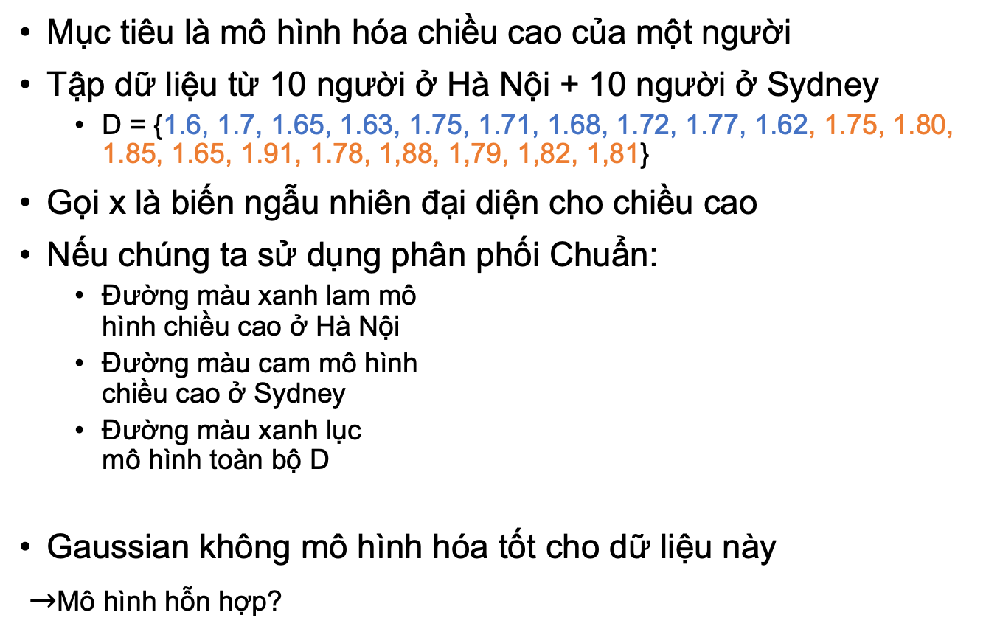 • Mục tiêu là mô hình hóa chiều cao của một người
• Tập dữ liệu từ 10 người ở Hà Nội + 10 người ở Sydney
• D = {1.6, 1.7, 1.65, 1.63, 1.75, 1.71, 1.68, 1.72, 1.77, 1.62, 1.75, 1.80,
1.85, 1.65, 1.91, 1.78, 1,88, 1,79, 1,82, 1,81}
• Gọi x là biến ngẫu nhiên đại diện cho chiều cao
• Nếu chúng ta sử dụng phân phối Chuẩn:
• Đường màu xanh lam mô
hình chiều cao ở Hà Nội
• Đường màu cam mô hình
chiều cao ở Sydney
• Đường màu xanh lục
mô hình toàn bộ D
• Gaussian không mô hình hóa tốt cho dữ liệu này
→Mô hình hỗn hợp?